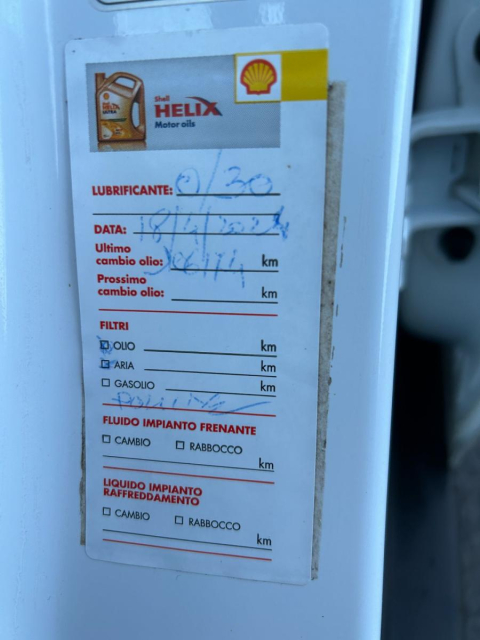 Shell
HELIX
Motor oils
LUBRIFICANTE: 0/30
DATA: 18/4/2024
Ultimo
cambio olio: km
Prossimo
cambio olio: km
FILTRI
OLIO km
ARIA km
GASOLIO km
FLUIDO IMPIANTO FRENANTE
CAMBIO RABBOCCO
km
LIQUIDO IMPIANTO
RAFFREDDAMENTO
CAMBIO RABBOCCO
km